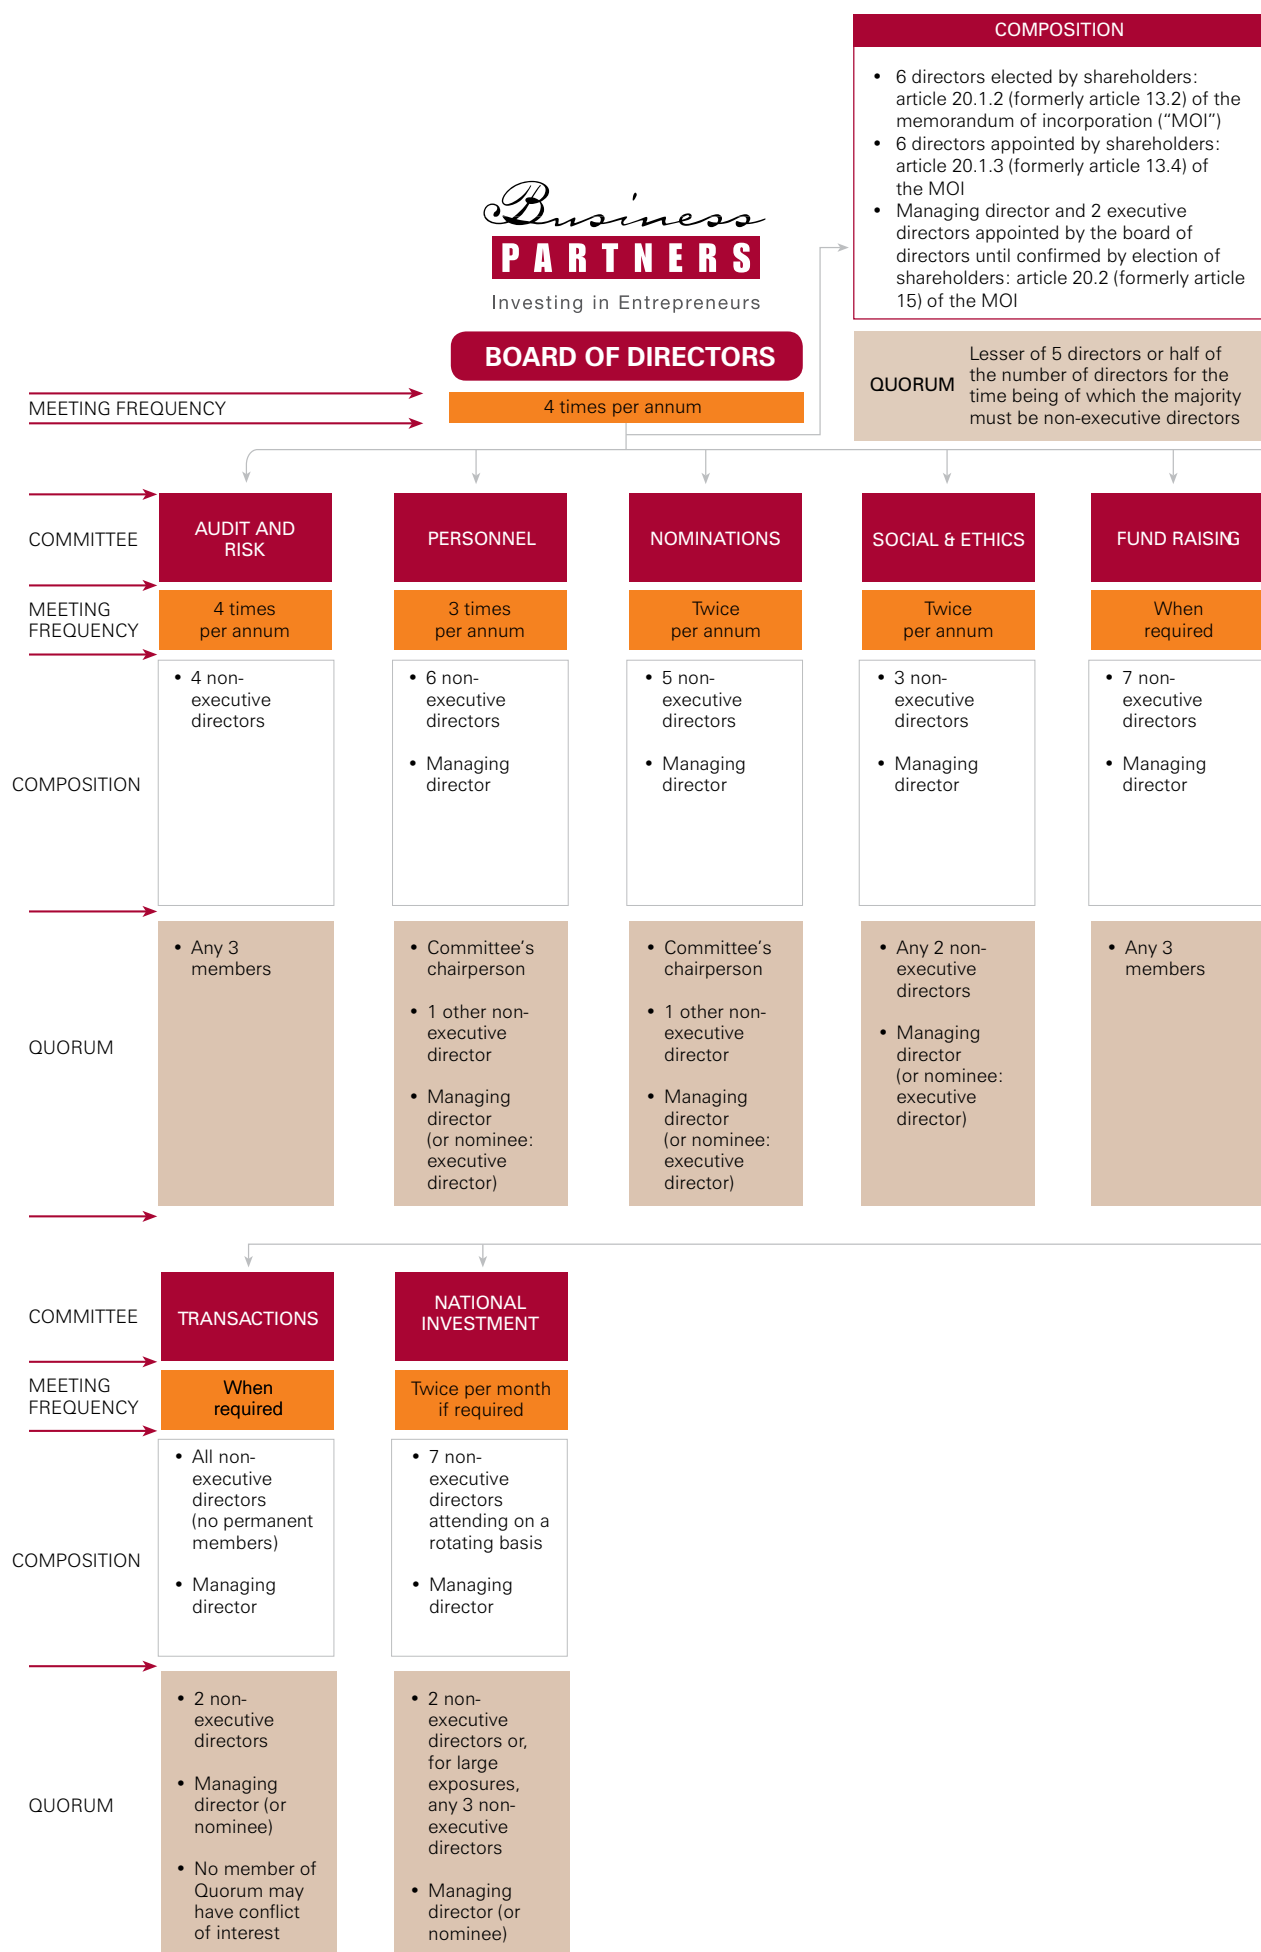 COMPOSITION
• 6 directors elected by shareholders:
article 20.1.2 (formerly article 13.2) of the
memorandum of incorporation (“MOI”)
• 6 directors appointed by shareholders:
article 20.1.3 (formerly article 13.4) of
the MOI
• Managing director and 2 executive
directors appointed by the board of
directors until confirmed by election of
shareholders: article 20.2 (formerly article
15) of the MOI
Business
PARTNERS
Investing in Entrepreneurs
BOARD OF DIRECTORS
QUORUM
Lesser of 5 directors or half of
the number of directors for the
time being of which the majority
must be non-executive directors
MEETING FREQUENCY
4 times per annum
COMMITTEE
AUDIT AND
RISK
PERSONNEL
NOMINATIONS
SOCIAL & ETHICS
FUND RAISING
MEETING
FREQUENCY
4 times
per annum
3 times
per annum
Twice
per annum
Twice
per annum
When
required
COMPOSITION
• 4 non-
executive
directors
• 6 non-
executive
directors
• Managing
director
• 5 non-
executive
directors
• Managing
director
• 3 non-
executive
directors
• Managing
director
• 7 non-
executive
directors
• Managing
director
QUORUM
• Any 3
members
• Committee’s
chairperson
• 1 other non-
executive
director
• Managing
director
(or nominee:
executive
director)
• Committee’s
chairperson
• 1 other non-
executive
director
• Managing
director
(or nominee:
executive
director)
• Any 2 non-
executive
directors
• Managing
director
(or nominee:
executive
director)
• Any 3
members
COMMITTEE
TRANSACTIONS
NATIONAL
INVESTMENT
MEETING
FREQUENCY
When
required
Twice per month
if required
COMPOSITION
• All non-
executive
directors
(no permanent
members)
• Managing
director
• 7 non-
executive
directors
attending on a
rotating basis
• Managing
director
QUORUM
• 2 non-
executive
directors
• Managing
director (or
nominee)
• No member of
Quorum may
have conflict
of interest
• 2 non-
executive
directors or,
for large
exposures,
any 3 non-
executive
directors
• Managing
director (or
nominee)